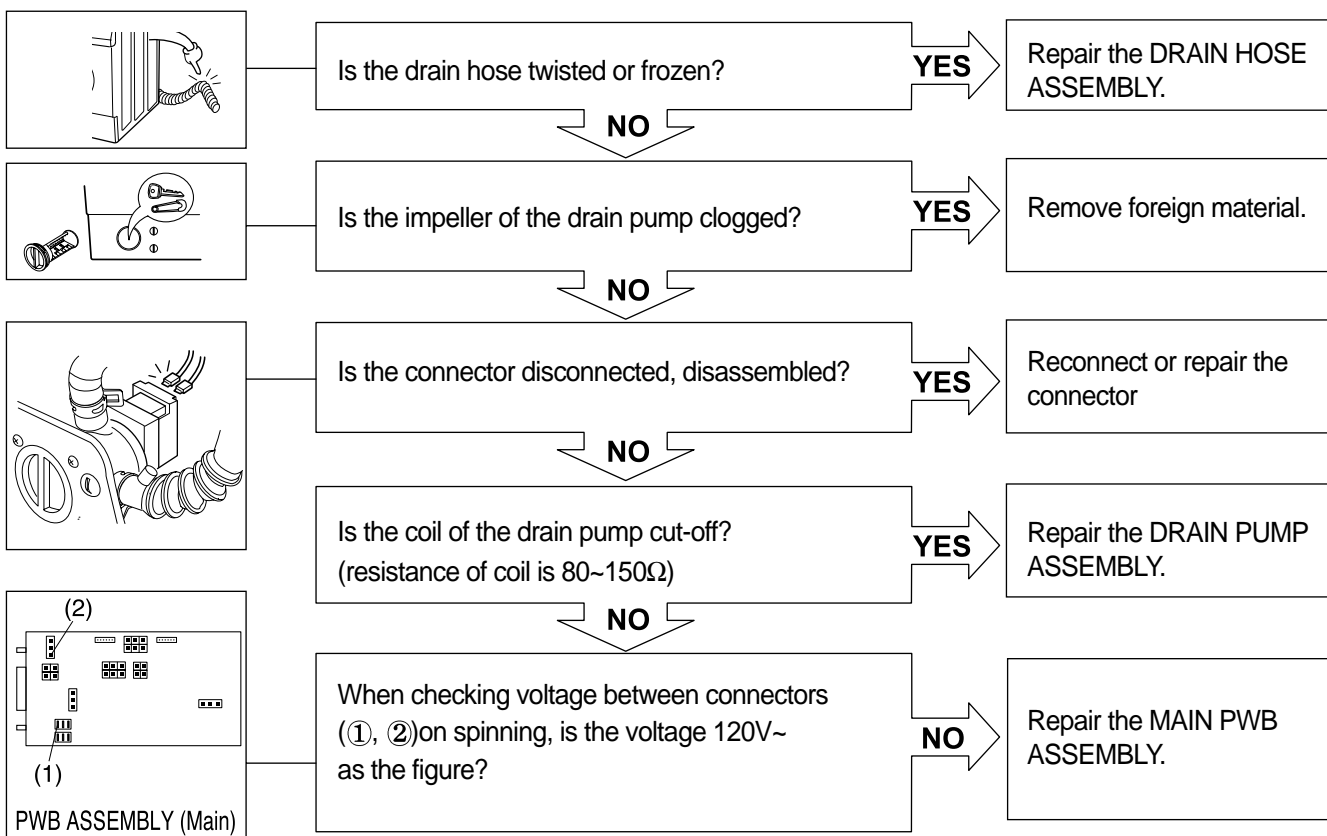 Is the drain hose twisted or frozen?
YES
Repair the DRAIN HOSE
ASSEMBLY.
NO
Is the impeller of the drain pump clogged?
YES
Remove foreign material.
NO
Is the connector disconnected, disassembled?
YES
Reconnect or repair the
connector
NO
Is the coil of the drain pump cut-off?
(resistance of coil is 80~150Ω)
YES
Repair the DRAIN PUMP
ASSEMBLY.
NO
(2)
(1)
PWB ASSEMBLY (Main)
When checking voltage between connectors
(①, ②)on spinning, is the voltage 120V~
as the figure?
NO
Repair the MAIN PWB
ASSEMBLY.